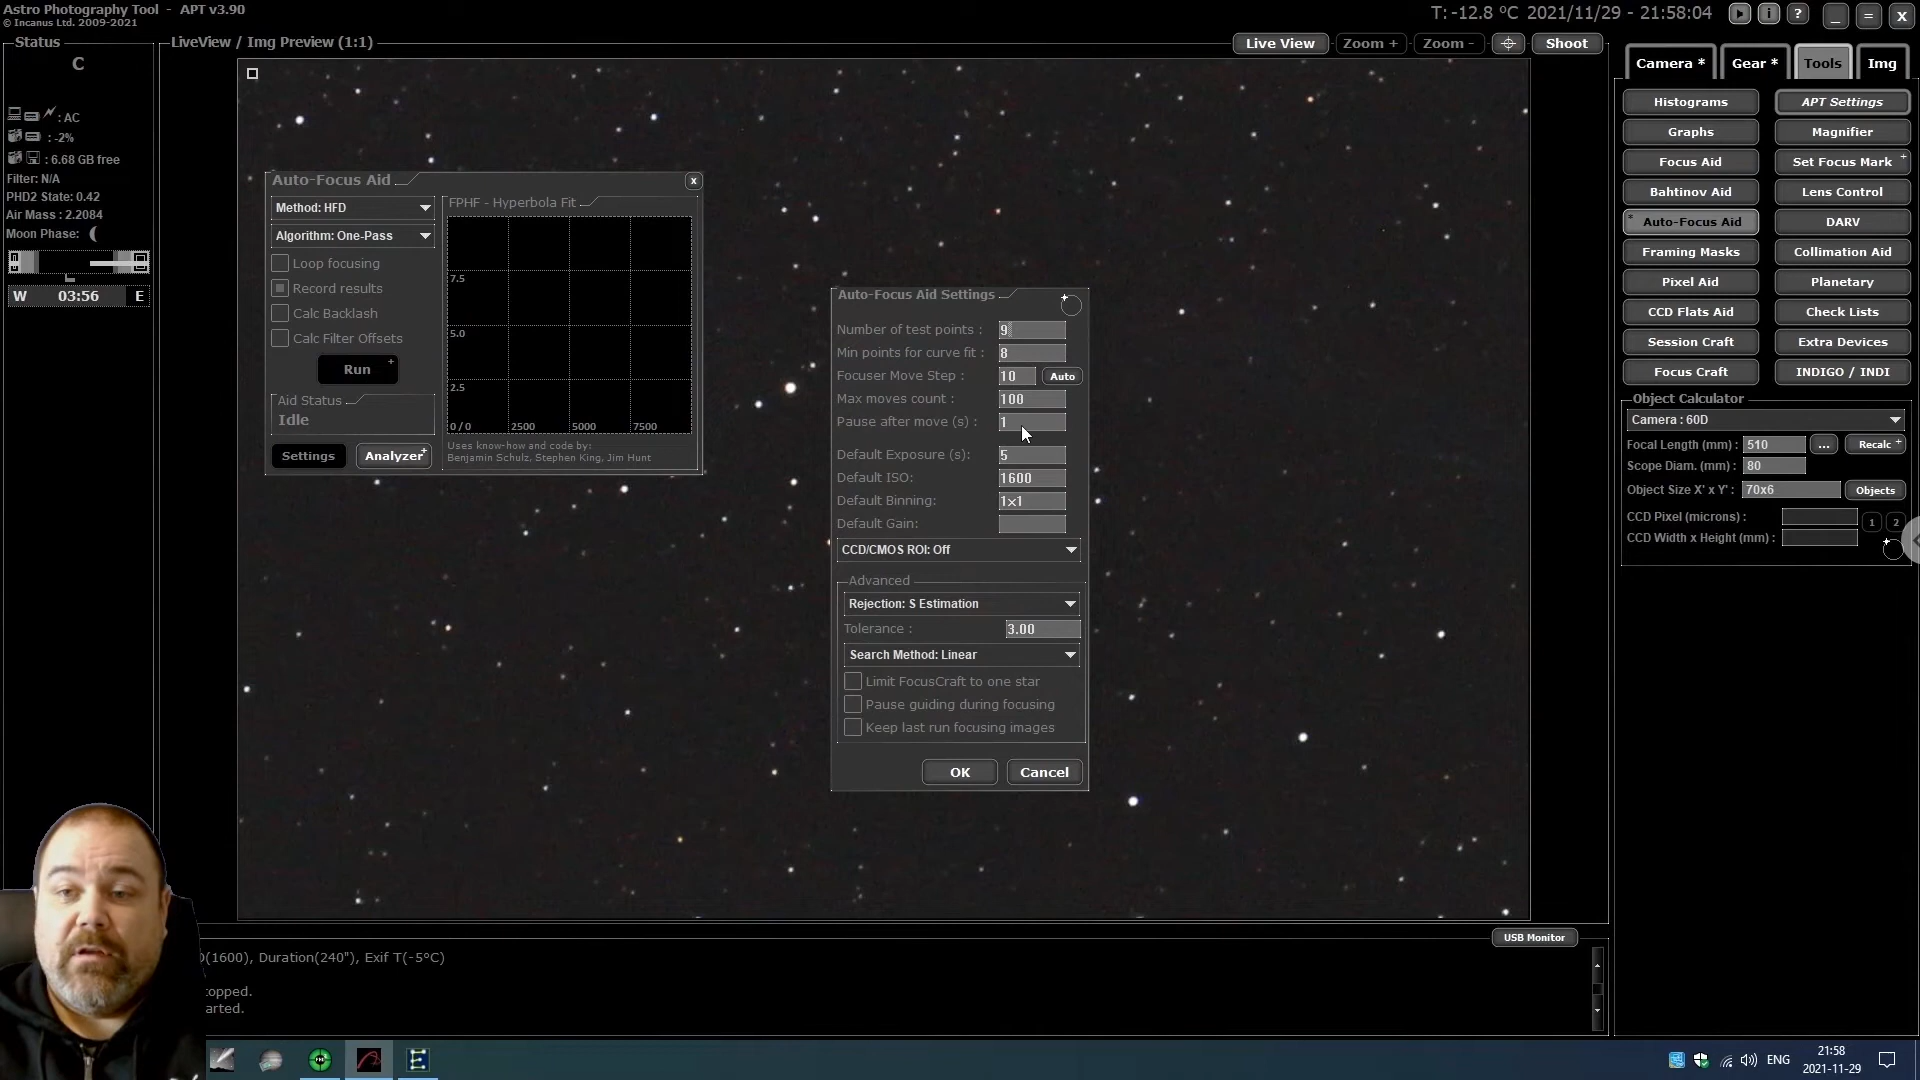 Astro Photography Tool - APT v3.90
© Incanus Ltd. 2009-2021
T: -12.8 °C 2021/11/29 - 21:58:04
i
?
_
=
X
Status
C
: AC
: -2%
: 6.68 GB free
Filter: N/A
PHD2 State: 0.42
Air Mass : 2.2084
Moon Phase:
W 03:56 E
LiveView / Img Preview (1:1)
Live View
Zoom +
Zoom -
Shoot
Auto-Focus Aid
x
Method: HFD
Algorithm: One-Pass
Loop focusing
Record results
Calc Backlash
Calc Filter Offsets
Run +
Aid Status
Idle
Settings
Analyzer+
FPHF - Hyperbola Fit
7.5
5.0
2.5
0 / 0 2500 5000 7500
Uses know-how and code by:
Benjamin Schulz, Stephen King, Jim Hunt
Auto-Focus Aid Settings
Number of test points : 9
Min points for curve fit : 8
Focuser Move Step : 10 Auto
Max moves count : 100
Pause after move (s) : 1
Default Exposure (s): 5
Default ISO: 1600
Default Binning: 1x1
Default Gain:
CCD/CMOS ROI: Off
Advanced
Rejection: S Estimation
Tolerance : 3.00
Search Method: Linear
Limit FocusCraft to one star
Pause guiding during focusing
Keep last run focusing images
OK
Cancel
Camera *
Gear *
Tools
Img
Histograms
APT Settings
Graphs
Magnifier
Focus Aid
Set Focus Mark +
Bahtinov Aid
Lens Control
* Auto-Focus Aid
DARV
Framing Masks
Collimation Aid
Pixel Aid
Planetary
CCD Flats Aid
Check Lists
Session Craft
Extra Devices
Focus Craft
INDIGO / INDI
Object Calculator
Camera : 60D
Focal Length (mm) : 510 ... Recalc +
Scope Diam. (mm) : 80
Object Size X' x Y' : 70x6 Objects
CCD Pixel (microns) : 1 2
CCD Width x Height (mm) :
USB Monitor
(1600), Duration(240"), Exif T(-5°C)
topped.
arted.
ENG
21:58
2021-11-29